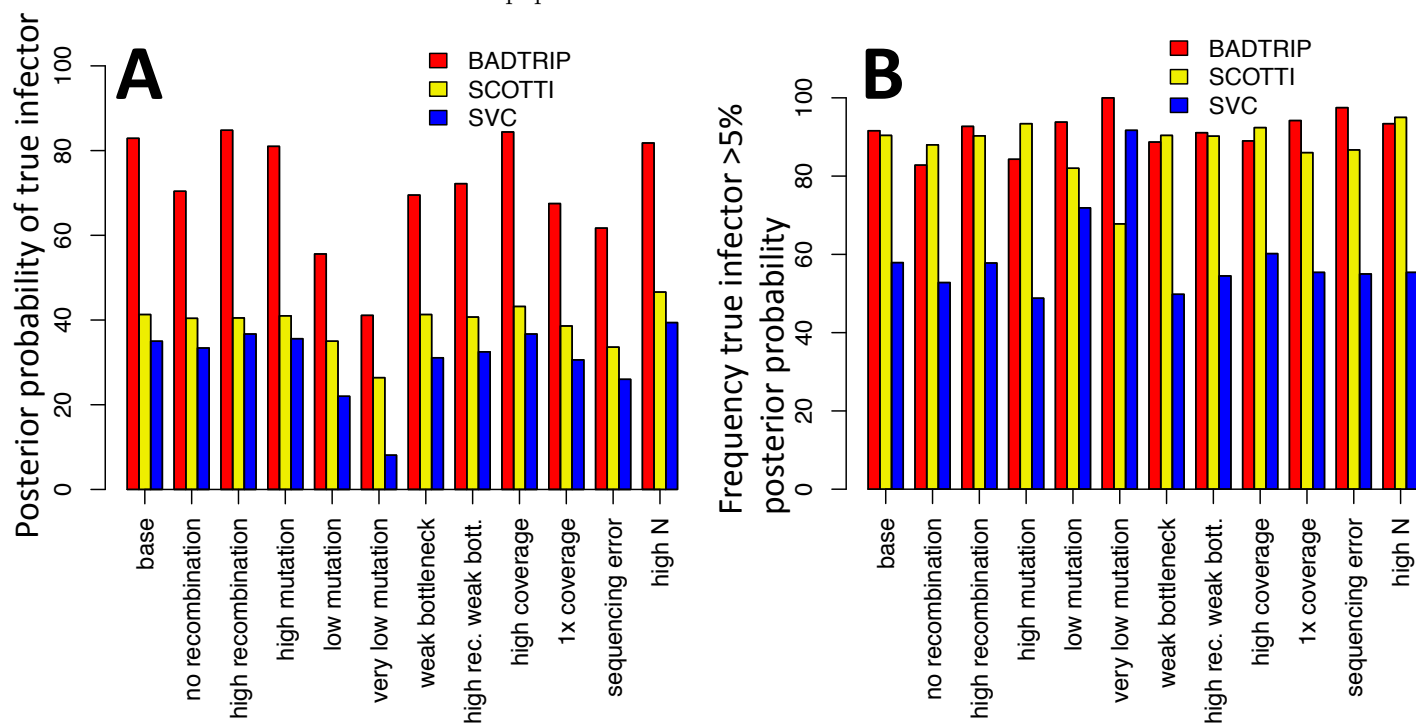 A
BADTRIP
SCOTTI
SVC
Posterior probability of true infector
0
20
40
60
80
100
base
no recombination
high recombination
high mutation
low mutation
very low mutation
weak bottleneck
high rec. weak bott.
high coverage
1x coverage
sequencing error
high N
B
BADTRIP
SCOTTI
SVC
Frequency true infector >5%
posterior probability
0
20
40
60
80
100
base
no recombination
high recombination
high mutation
low mutation
very low mutation
weak bottleneck
high rec. weak bott.
high coverage
1x coverage
sequencing error
high N